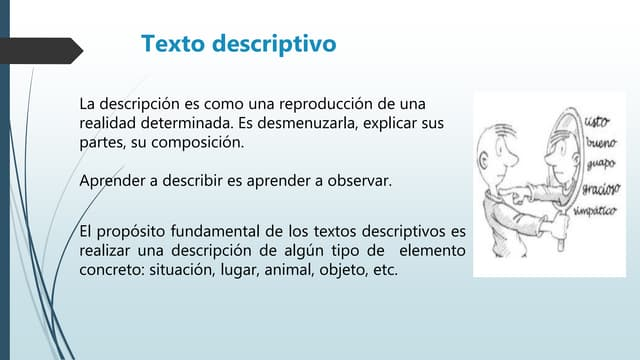 Texto descriptivo
La descripción es como una reproducción de una
realidad determinada. Es desmenuzarla, explicar sus
partes, su composición.
Aprender a describir es aprender a observar.
El propósito fundamental de los textos descriptivos es
realizar una descripción de algún tipo de elemento
concreto: situación, lugar, animal, objeto, etc.
bueno
guapo
gracioso
simpático